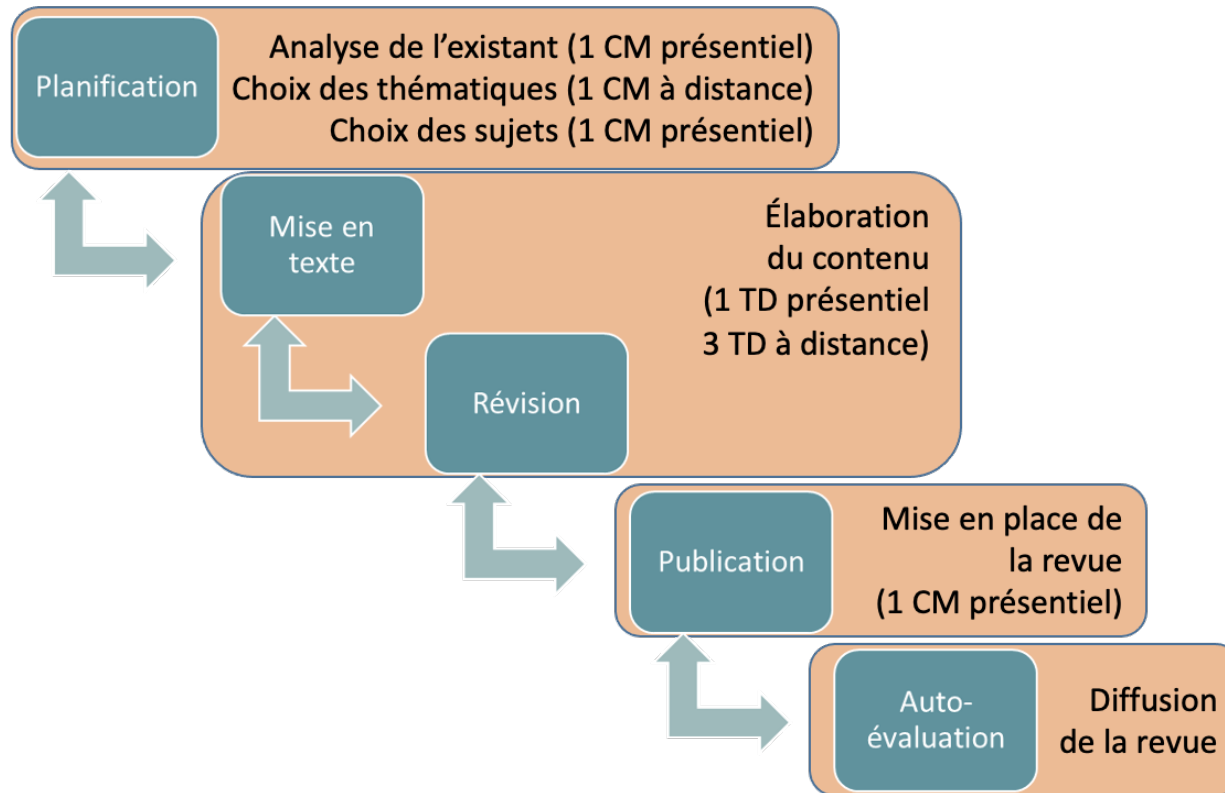 Planification
Analyse de l’existant (1 CM présentiel)
Choix des thématiques (1 CM à distance)
Choix des sujets (1 CM présentiel)
Mise en
texte
Élaboration
du contenu
(1 TD présentiel
3 TD à distance)
Révision
Publication
Mise en place de
la revue
(1 CM présentiel)
Auto-
évaluation
Diffusion
de la revue